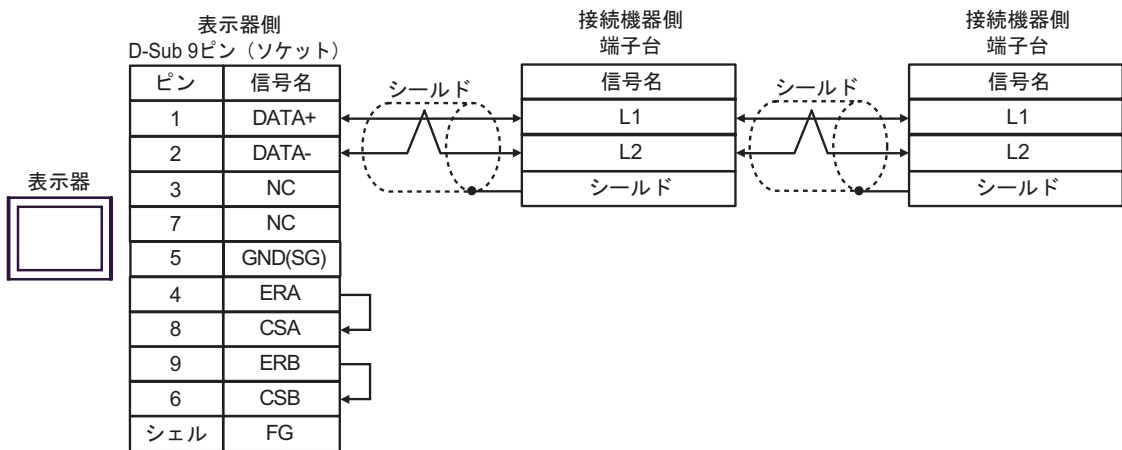 表示器
表示器側
D-Sub 9ピン（ソケット）
ピン 信号名
1 DATA+
2 DATA-
3 NC
7 NC
5 GND(SG)
4 ERA
8 CSA
9 ERB
6 CSB
シェル FG
シールド
接続機器側
端子台
信号名
L1
L2
シールド
シールド
接続機器側
端子台
信号名
L1
L2
シールド